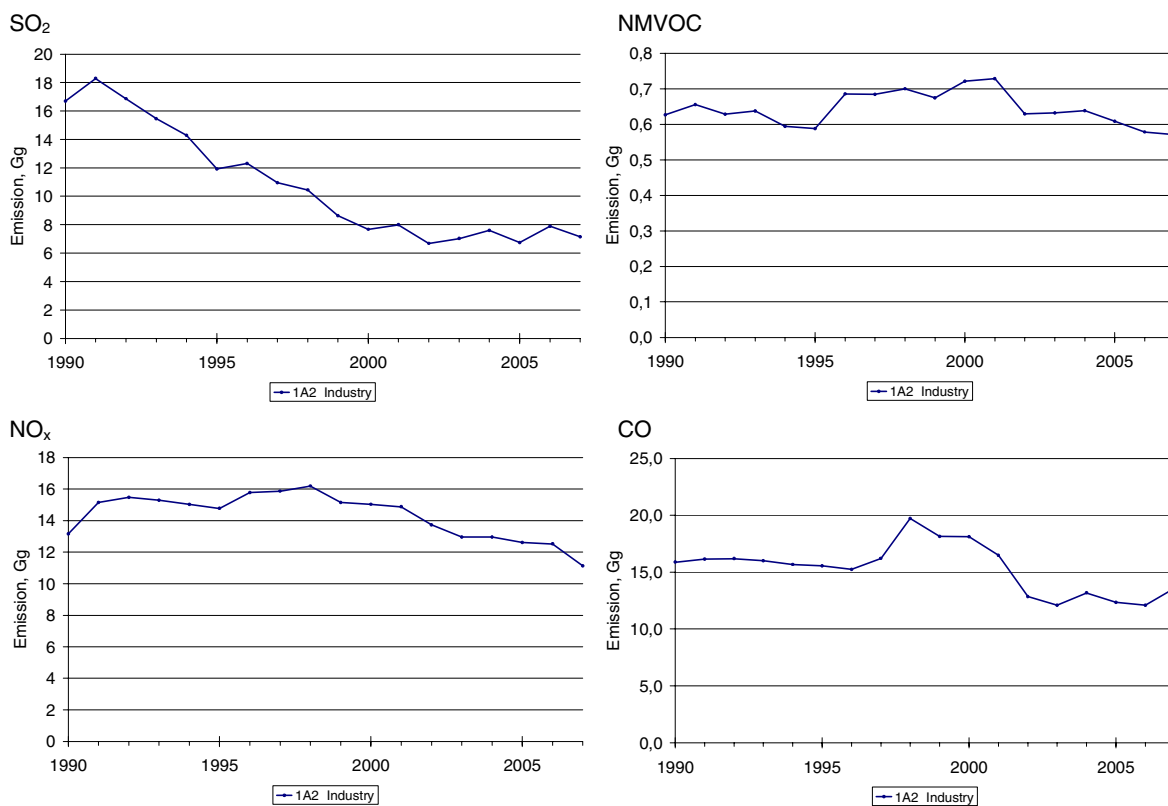 SO₂
20
18
16
14
12
10
8
6
4
2
0
Emission, Gg
1990 1995 2000 2005
1A2 Industry
NMVOC
0,8
0,7
0,6
0,5
0,4
0,3
0,2
0,1
0,0
Emission, Gg
1990 1995 2000 2005
1A2 Industry
NOₓ
18
16
14
12
10
8
6
4
2
0
Emission, Gg
1990 1995 2000 2005
1A2 Industry
CO
25,0
20,0
15,0
10,0
5,0
0,0
Emission, Gg
1990 1995 2000 2005
1A2 Industry